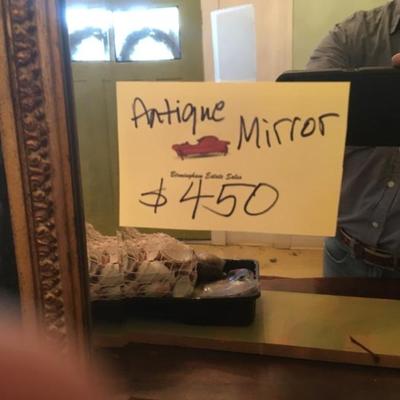 Antique
Mirror
Birmingham Estate Sales
$450